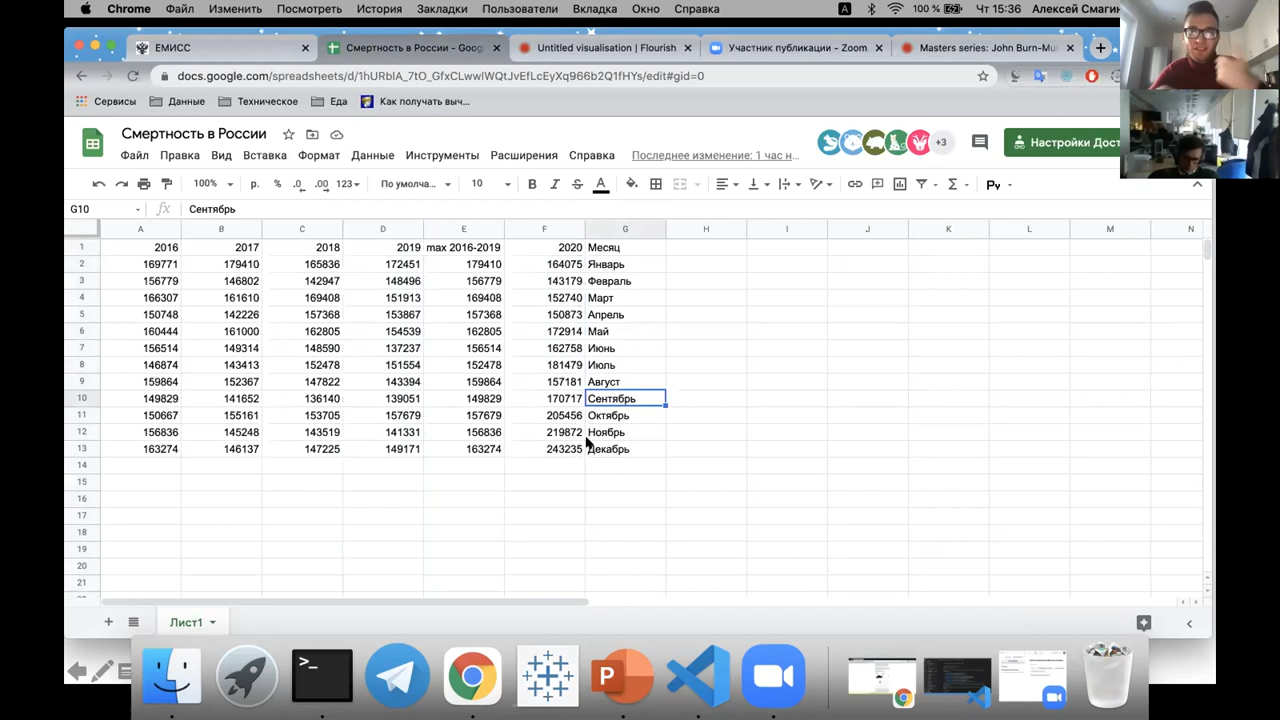 Chrome Файл Изменить Посмотреть История Закладки Пользователи Вкладка Окно Справка A 100 % Чт 15:36 Алексей Смагин
ЕМИСС Смертность в России - Goog Untitled visualisation | Flourish Участник публикации - Zoom Masters series: John Burn-Mu
docs.google.com/spreadsheets/d/1hURblA_7tO_GfxCLwwlWQtJvEfLcEyXq966b2Q1fHYs/edit#gid=0
Сервисы Данные Техническое Еда Как получать выч...
Смертность в России
+3 Настройки Дост
Файл Правка Вид Вставка Формат Данные Инструменты Расширения Справка Последнее изменение: 1 час н...
100% р. % .0 .00 123 По умолча... 10 B I S A Σ Ру
G10 fx Сентябрь
A B C D E F G H I J K L M N
1 2016 2017 2018 2019 max 2016-2019 2020 Месяц
2 169771 179410 165836 172451 179410 164075 Январь
3 156779 146802 142947 148496 156779 143179 Февраль
4 166307 161610 169408 151913 169408 152740 Март
5 150748 142226 157368 153867 157368 150873 Апрель
6 160444 161000 162805 154539 162805 172914 Май
7 156514 149314 148590 137237 156514 162758 Июнь
8 146874 143413 152478 151554 152478 181479 Июль
9 159864 152367 147822 143394 159864 157181 Август
10 149829 141652 136140 139051 149829 170717 Сентябрь
11 150667 155161 153705 157679 157679 205456 Октябрь
12 156836 145248 143519 141331 156836 219872 Ноябрь
13 163274 146137 147225 149171 163274 243235 Декабрь
14
15
16
17
18
19
20
21
Лист1
>_ P